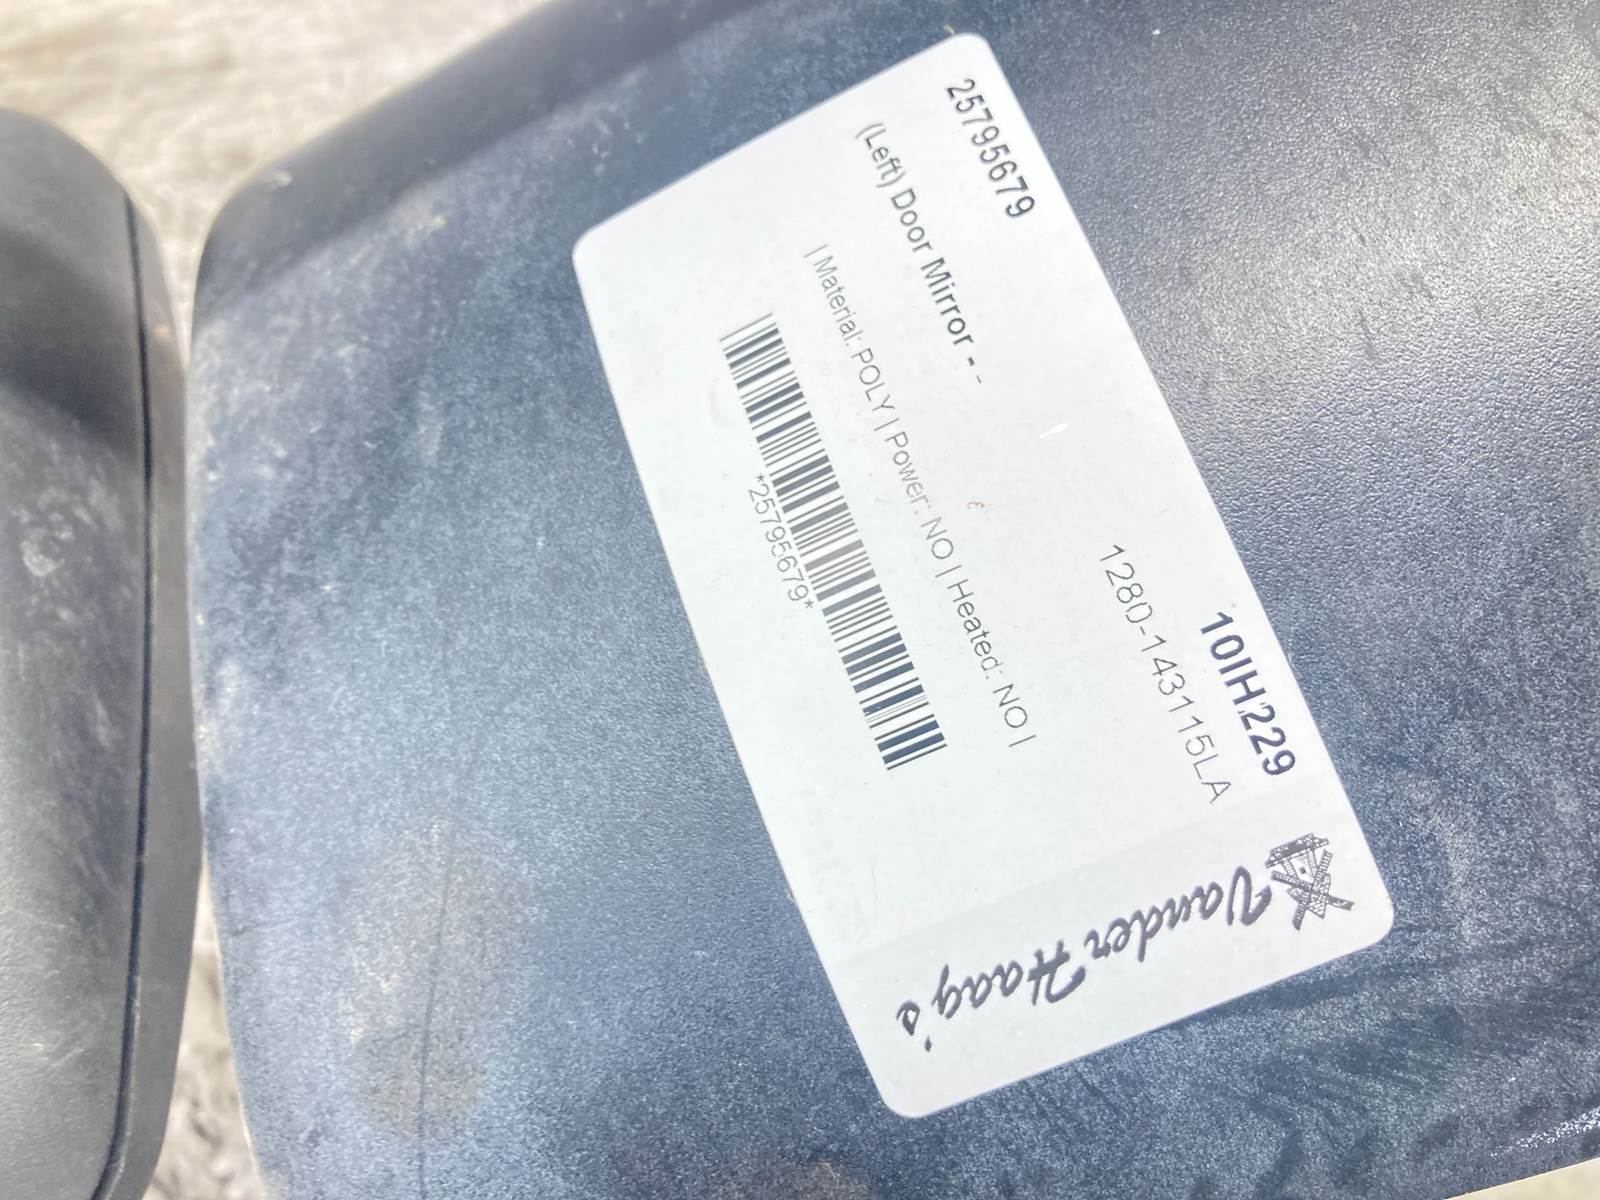 25795679
10IH229
(Left) Door Mirror - -
1280-143115LA
| Material: POLY | Power: NO | Heated: NO |
*25795679*
Vander Haag's